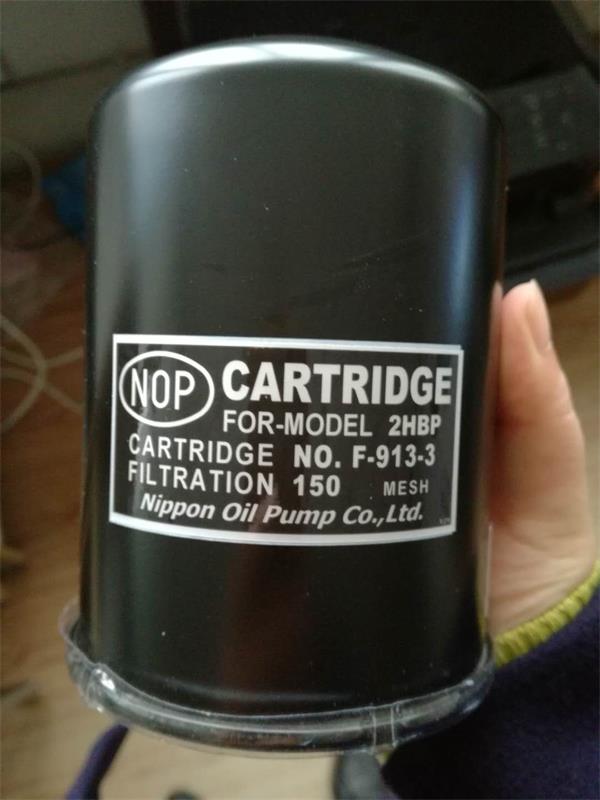 NOP CARTRIDGE
FOR-MODEL 2HBP
CARTRIDGE NO. F-913-3
FILTRATION 150 MESH
Nippon Oil Pump Co.,Ltd.